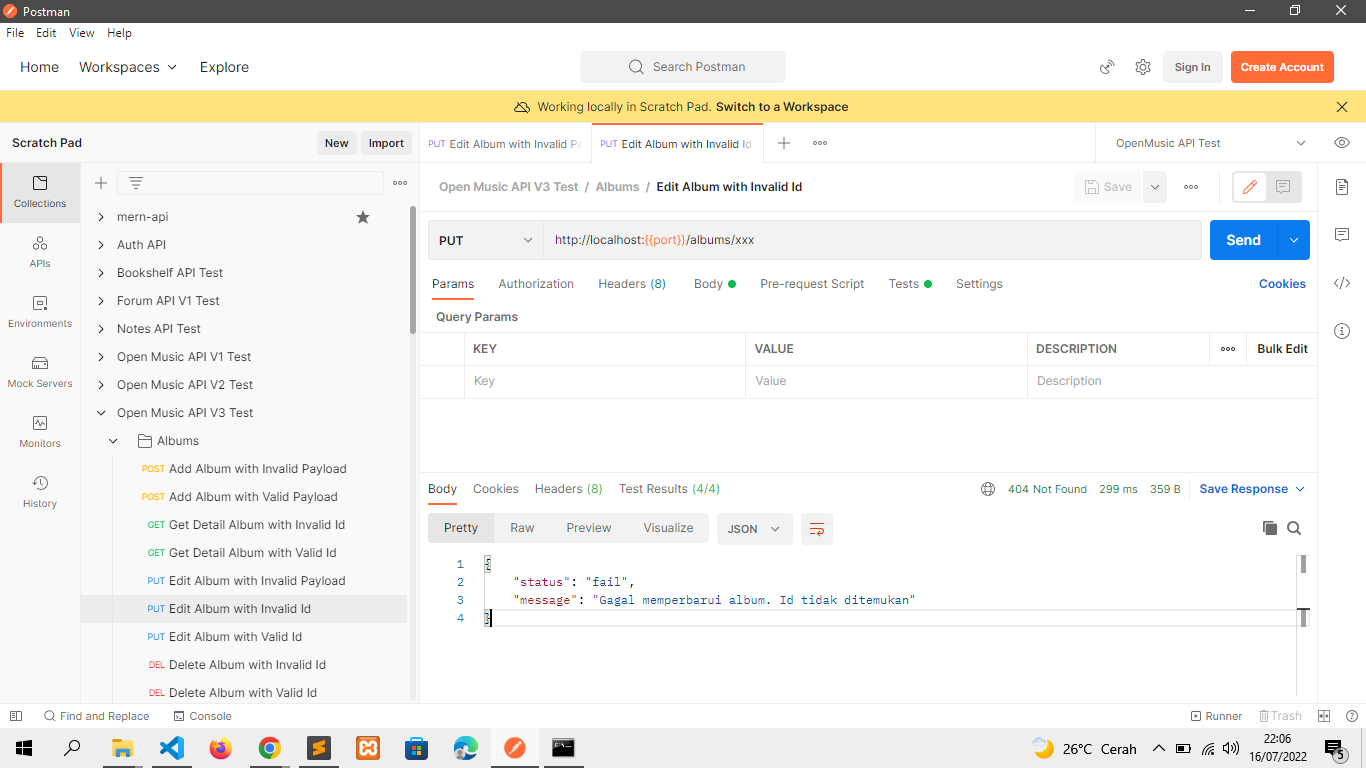 Postman
File Edit View Help
Home Workspaces Explore
Search Postman
Sign In
Create Account
Working locally in Scratch Pad. Switch to a Workspace
Scratch Pad
New
Import
PUT Edit Album with Invalid P
PUT Edit Album with Invalid Id
OpenMusic API Test
Collections
APIs
Environments
Mock Servers
Monitors
History
mern-api
Auth API
Bookshelf API Test
Forum API V1 Test
Notes API Test
Open Music API V1 Test
Open Music API V2 Test
Open Music API V3 Test
Albums
POST Add Album with Invalid Payload
POST Add Album with Valid Payload
GET Get Detail Album with Invalid Id
GET Get Detail Album with Valid Id
PUT Edit Album with Invalid Payload
PUT Edit Album with Invalid Id
PUT Edit Album with Valid Id
DEL Delete Album with Invalid Id
DEL Delete Album with Valid Id
Open Music API V3 Test / Albums / Edit Album with Invalid Id
Save
PUT
http://localhost:{{port}}/albums/xxx
Send
Params Authorization Headers (8) Body Pre-request Script Tests Settings
Cookies
Query Params
KEY VALUE DESCRIPTION Bulk Edit
Key Value Description
Body Cookies Headers (8) Test Results (4/4)
404 Not Found 299 ms 359 B Save Response
Pretty Raw Preview Visualize JSON
1 {
2 "status": "fail",
3 "message": "Gagal memperbarui album. Id tidak ditemukan"
4 }
Find and Replace Console
Runner Trash
26°C Cerah
22:06
16/07/2022
5